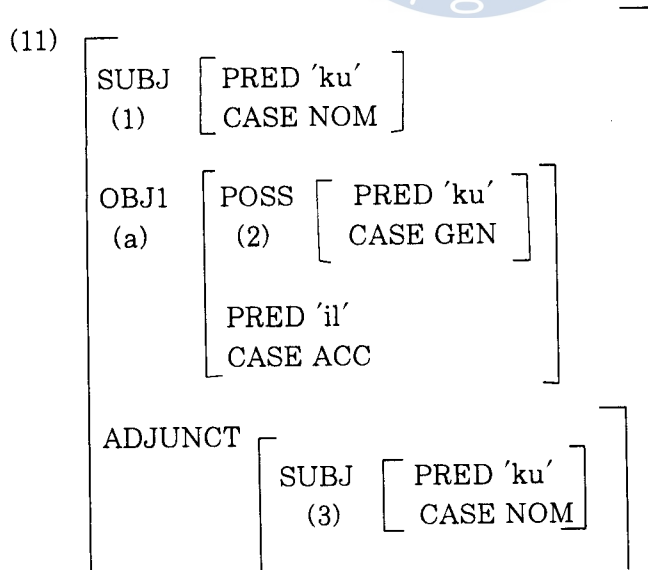 (11)
SUBJ [ PRED ′ku′ ]
(1) [ CASE NOM ]
OBJ1 [ POSS [ PRED ′ku′ ]
(a) (2) [ CASE GEN ]
PRED ′il′
CASE ACC ]
ADJUNCT [
SUBJ [ PRED ′ku′ ]
(3) [ CASE NOM ]